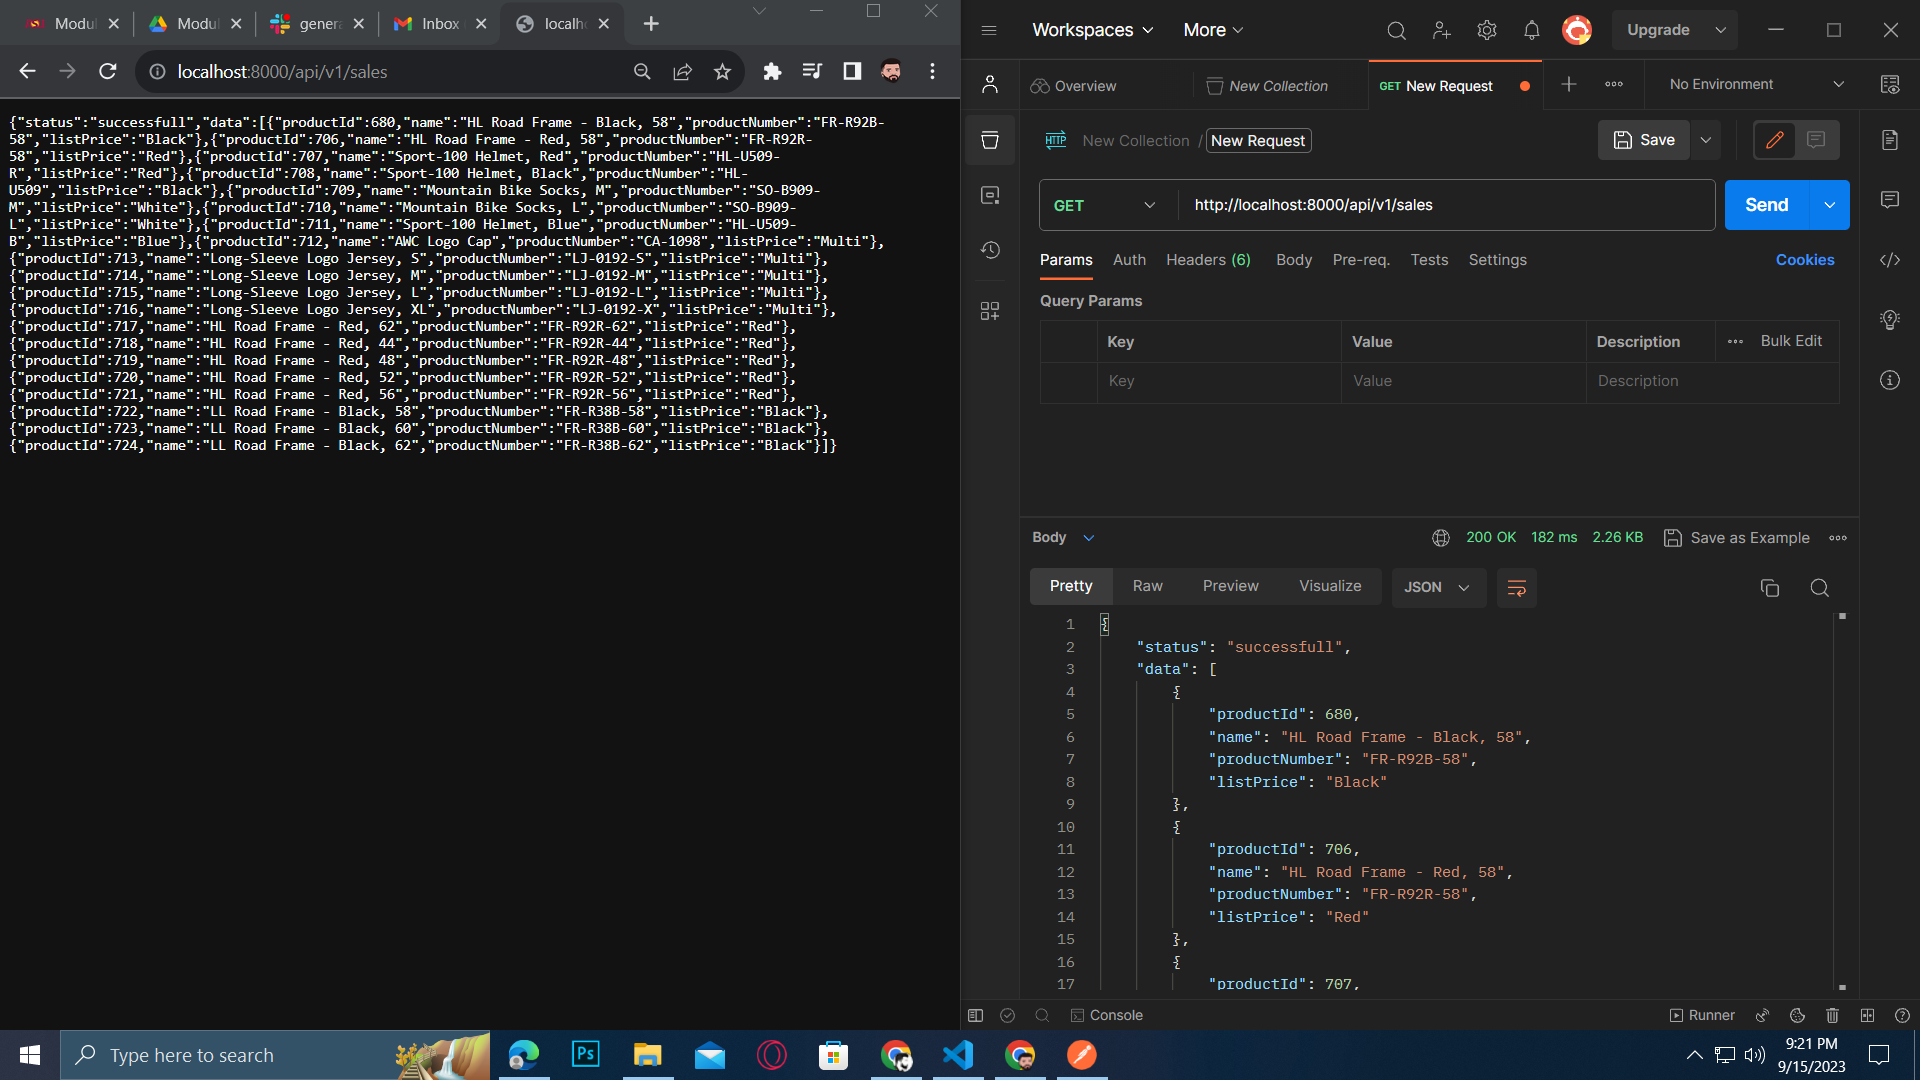 Modul
Modul
genera
Inbox
localh
localhost:8000/api/v1/sales
{"status":"successfull","data":[{"productId":680,"name":"HL Road Frame - Black, 58","productNumber":"FR-R92B-
58","listPrice":"Black"},{"productId":706,"name":"HL Road Frame - Red, 58","productNumber":"FR-R92R-
58","listPrice":"Red"},{"productId":707,"name":"Sport-100 Helmet, Red","productNumber":"HL-U509-
R","listPrice":"Red"},{"productId":708,"name":"Sport-100 Helmet, Black","productNumber":"HL-
U509","listPrice":"Black"},{"productId":709,"name":"Mountain Bike Socks, M","productNumber":"SO-B909-
M","listPrice":"White"},{"productId":710,"name":"Mountain Bike Socks, L","productNumber":"SO-B909-
L","listPrice":"White"},{"productId":711,"name":"Sport-100 Helmet, Blue","productNumber":"HL-U509-
B","listPrice":"Blue"},{"productId":712,"name":"AWC Logo Cap","productNumber":"CA-1098","listPrice":"Multi"},
{"productId":713,"name":"Long-Sleeve Logo Jersey, S","productNumber":"LJ-0192-S","listPrice":"Multi"},
{"productId":714,"name":"Long-Sleeve Logo Jersey, M","productNumber":"LJ-0192-M","listPrice":"Multi"},
{"productId":715,"name":"Long-Sleeve Logo Jersey, L","productNumber":"LJ-0192-L","listPrice":"Multi"},
{"productId":716,"name":"Long-Sleeve Logo Jersey, XL","productNumber":"LJ-0192-X","listPrice":"Multi"},
{"productId":717,"name":"HL Road Frame - Red, 62","productNumber":"FR-R92R-62","listPrice":"Red"},
{"productId":718,"name":"HL Road Frame - Red, 44","productNumber":"FR-R92R-44","listPrice":"Red"},
{"productId":719,"name":"HL Road Frame - Red, 48","productNumber":"FR-R92R-48","listPrice":"Red"},
{"productId":720,"name":"HL Road Frame - Red, 52","productNumber":"FR-R92R-52","listPrice":"Red"},
{"productId":721,"name":"HL Road Frame - Red, 56","productNumber":"FR-R92R-56","listPrice":"Red"},
{"productId":722,"name":"LL Road Frame - Black, 58","productNumber":"FR-R38B-58","listPrice":"Black"},
{"productId":723,"name":"LL Road Frame - Black, 60","productNumber":"FR-R38B-60","listPrice":"Black"},
{"productId":724,"name":"LL Road Frame - Black, 62","productNumber":"FR-R38B-62","listPrice":"Black"}]}
Workspaces More Upgrade
Overview New Collection GET New Request No Environment
HTTP New Collection / New Request Save
GET http://localhost:8000/api/v1/sales Send
Params Auth Headers (6) Body Pre-req. Tests Settings Cookies
Query Params
Key Value Description Bulk Edit
Key Value Description
Body 200 OK 182 ms 2.26 KB Save as Example
Pretty Raw Preview Visualize JSON
1 {
2 "status": "successfull",
3 "data": [
4 {
5 "productId": 680,
6 "name": "HL Road Frame - Black, 58",
7 "productNumber": "FR-R92B-58",
8 "listPrice": "Black"
9 },
10 {
11 "productId": 706,
12 "name": "HL Road Frame - Red, 58",
13 "productNumber": "FR-R92R-58",
14 "listPrice": "Red"
15 },
16 {
17 "productId": 707,
Console Runner
Type here to search
Ps
9:21 PM
9/15/2023